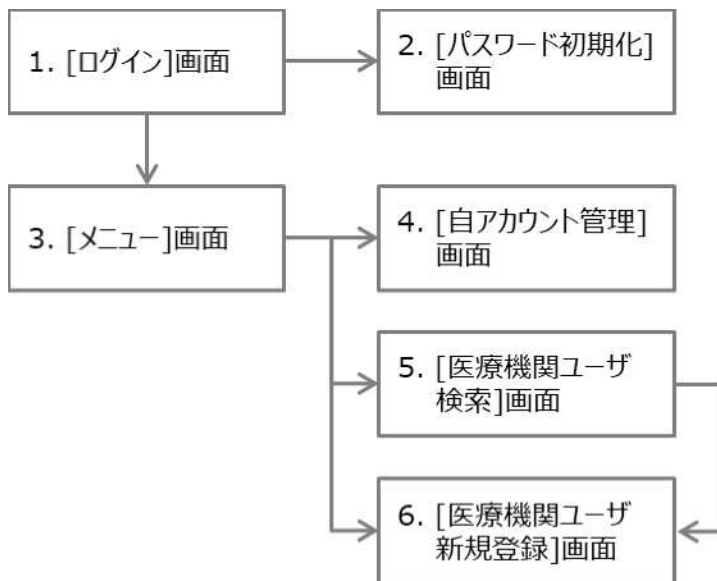 1. [ログイン]画面
2. [パスワード初期化]
画面
3. [メニュー]画面
4. [自アカウント管理]
画面
5. [医療機関ユーザ
検索]画面
6. [医療機関ユーザ
新規登録]画面